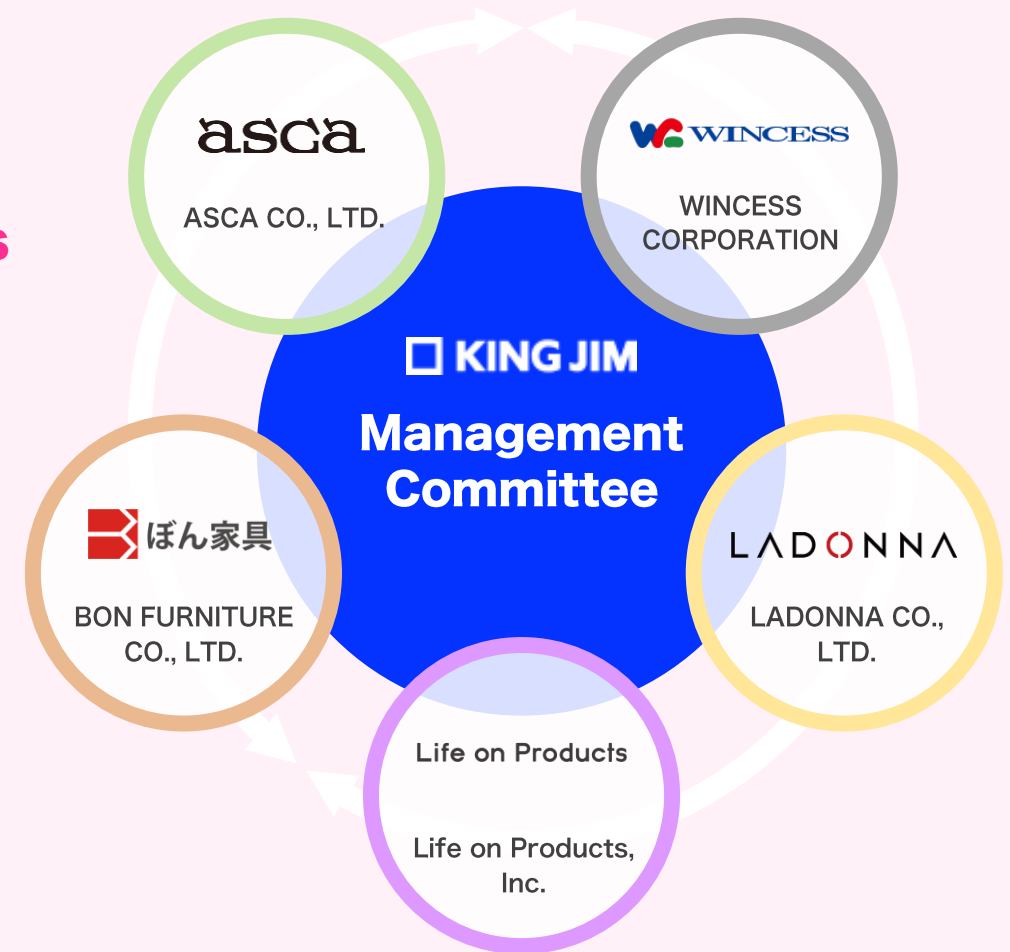 asca
ASCA CO., LTD.
WINCESS
WINCESS
CORPORATION
s
KING JIM
Management
Committee
ぼん家具
BON FURNITURE
CO., LTD.
LADONNA
LADONNA CO.,
LTD.
Life on Products
Life on Products,
Inc.